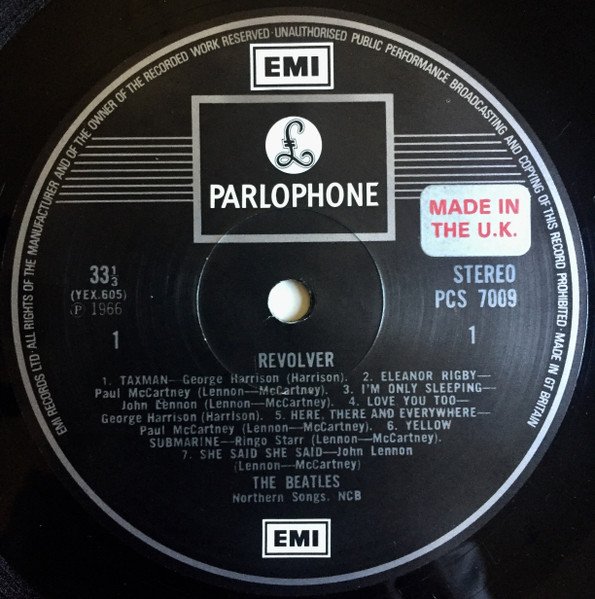 EMI RECORDS LTD · ALL RIGHTS OF THE MANUFACTURER AND OF THE OWNER OF THE RECORDED WORK RESERVED · UNAUTHORISED PUBLIC PERFORMANCE BROADCASTING AND COPYING OF THIS RECORD PROHIBITED · MADE IN GT BRITAIN
EMI
£
PARLOPHONE
MADE IN
THE U.K.
33⅓
(YEX.605)
℗ 1966
1
STEREO
PCS 7009
1
REVOLVER
1. TAXMAN—George Harrison (Harrison). 2. ELEANOR RIGBY—
Paul McCartney (Lennon—McCartney). 3. I'M ONLY SLEEPING—
John Lennon (Lennon—McCartney). 4. LOVE YOU TOO—
George Harrison (Harrison). 5. HERE, THERE AND EVERYWHERE—
Paul McCartney (Lennon—McCartney). 6. YELLOW
SUBMARINE—Ringo Starr (Lennon—McCartney).
7. SHE SAID SHE SAID—John Lennon
(Lennon—McCartney)
THE BEATLES
Northern Songs. NCB
EMI